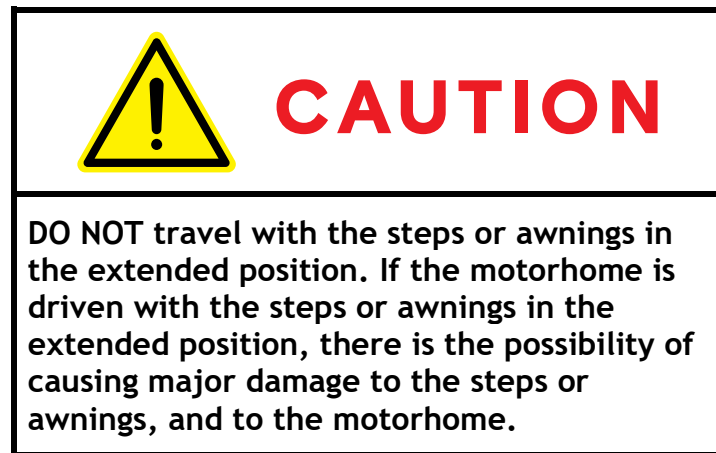 CAUTION
DO NOT travel with the steps or awnings in
the extended position. If the motorhome is
driven with the steps or awnings in the
extended position, there is the possibility of
causing major damage to the steps or
awnings, and to the motorhome.